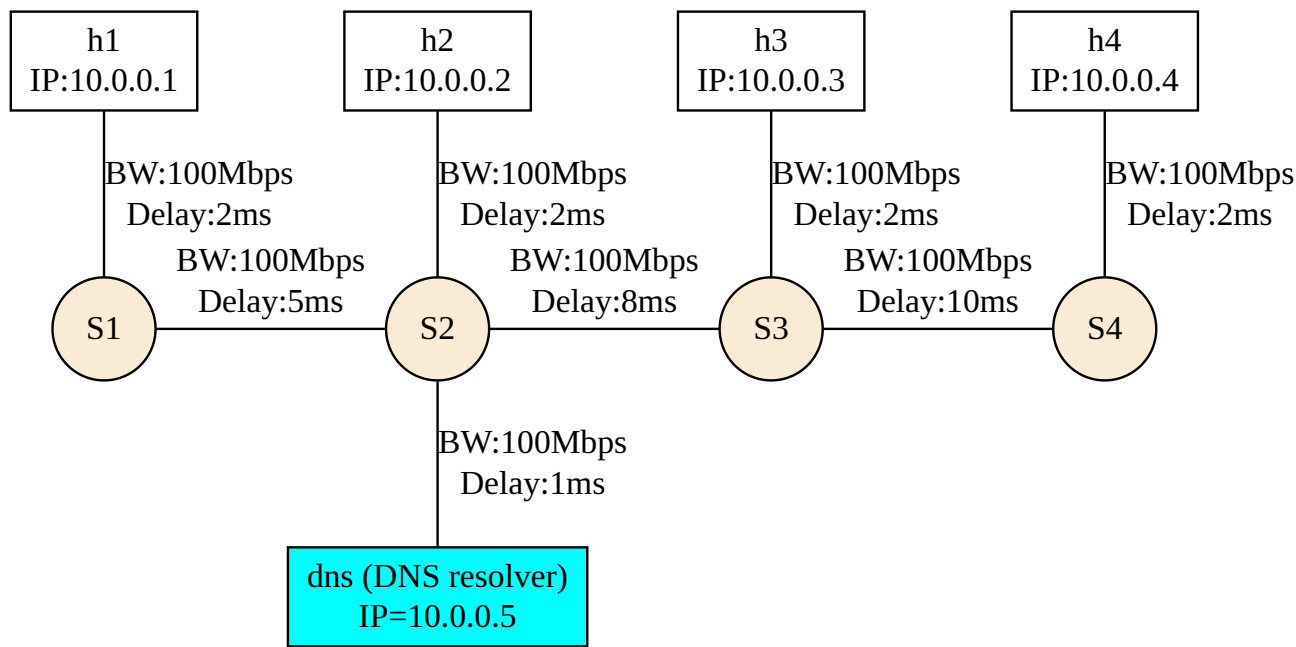 h1
IP:10.0.0.1
h2
IP:10.0.0.2
h3
IP:10.0.0.3
h4
IP:10.0.0.4
BW:100Mbps
Delay:2ms
BW:100Mbps
Delay:2ms
BW:100Mbps
Delay:2ms
BW:100Mbps
Delay:2ms
BW:100Mbps
Delay:5ms
BW:100Mbps
Delay:8ms
BW:100Mbps
Delay:10ms
S1
S2
S3
S4
BW:100Mbps
Delay:1ms
dns (DNS resolver)
IP=10.0.0.5